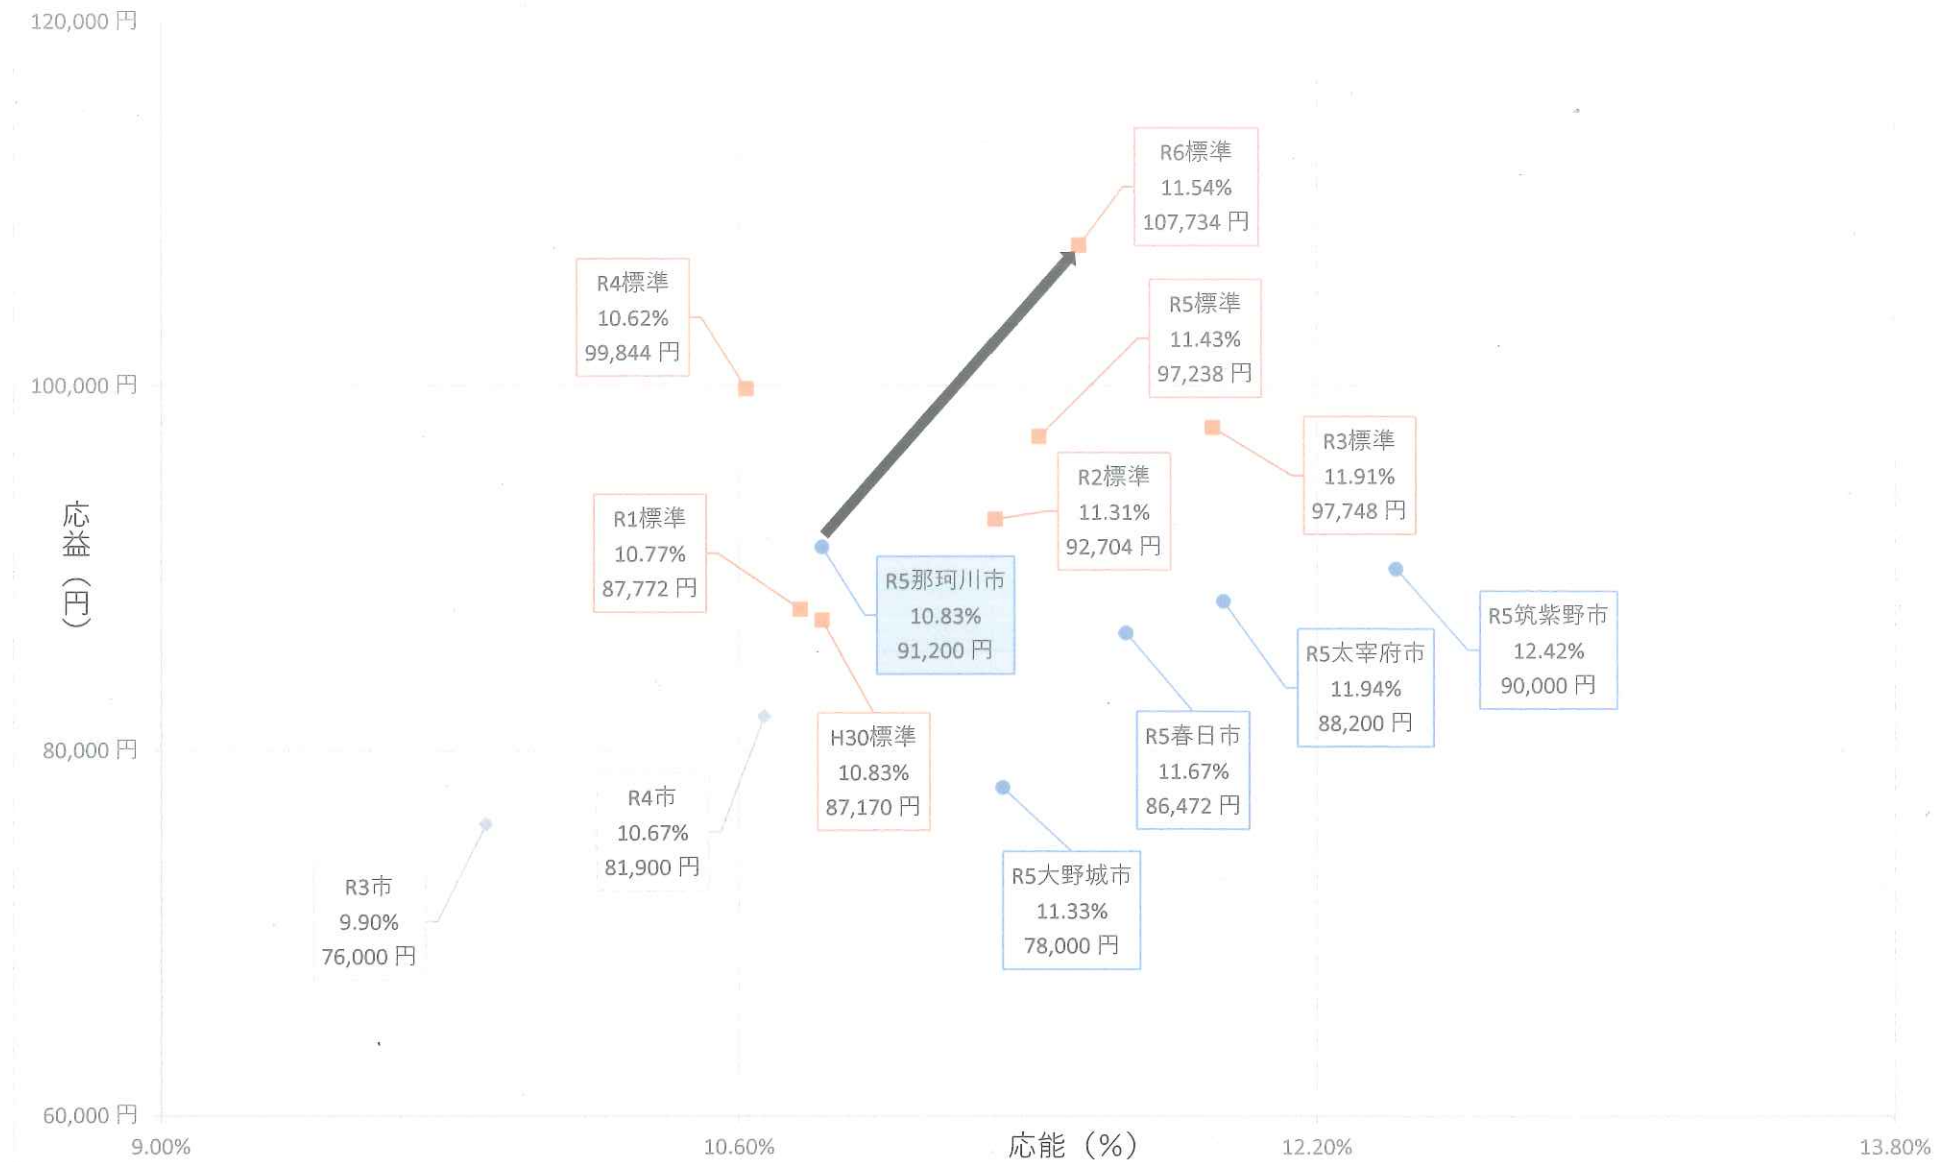 120,000 円
R6標準
11.54%
107,734 円
R4標準
10.62%
99,844 円
R5標準
11.43%
97,238 円
100,000 円
R3標準
11.91%
97,748 円
R2標準
11.31%
92,704 円
応益（円）
R1標準
10.77%
87,772 円
R5那珂川市
10.83%
91,200 円
R5筑紫野市
12.42%
90,000 円
R5太宰府市
11.94%
88,200 円
80,000 円
H30標準
10.83%
87,170 円
R5春日市
11.67%
86,472 円
R4市
10.67%
81,900 円
R3市
9.90%
76,000 円
R5大野城市
11.33%
78,000 円
60,000 円
9.00%
10.60%
応能（%）
12.20%
13.80%